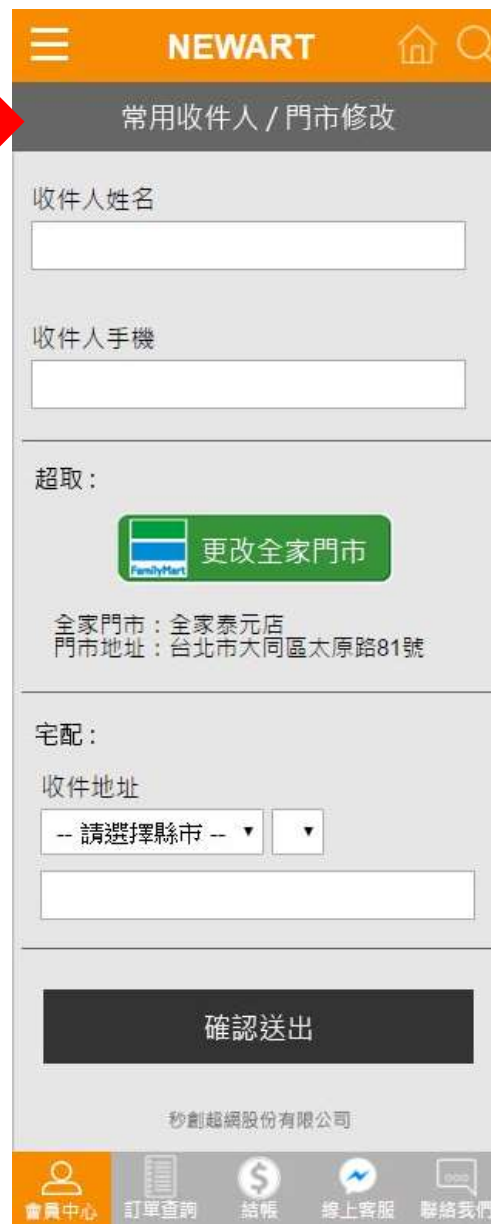 NEWART
常用收件人 / 門市修改
收件人姓名
收件人手機
超取 :
FamilyMart
更改全家門市
全家門市 : 全家泰元店
門市地址 : 台北市大同區太原路81號
宅配 :
收件地址
-- 請選擇縣市 --
確認送出
秒創超網股份有限公司
會員中心 訂單查詢 結帳 線上客服 聯絡我們